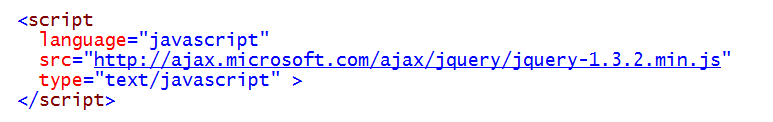 <script
language="javascript"
src="http://ajax.microsoft.com/ajax/jquery/jquery-1.3.2.min.js"
type="text/javascript" >
</script>